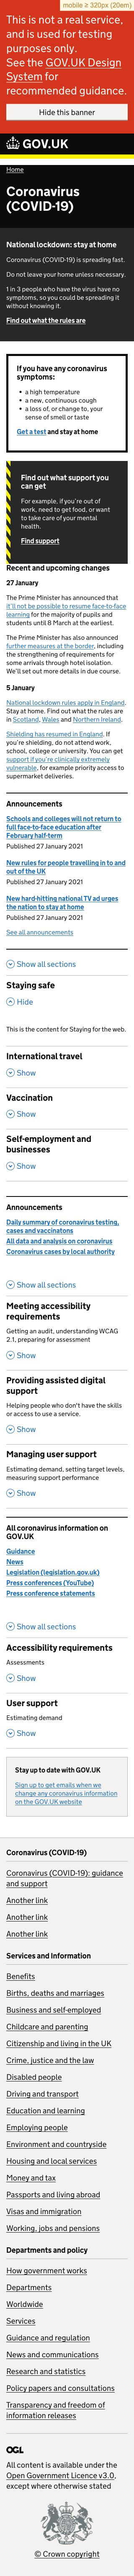 mobile ≥ 320px (20em)
This is not a real service,
and is used for testing
purposes only.
See the GOV.UK Design
System for
recommended guidance.
Hide this banner
GOV.UK
Home
Coronavirus
(COVID-19)
National lockdown: stay at home
Coronavirus (COVID-19) is spreading fast.
Do not leave your home unless necessary.
1 in 3 people who have the virus have no
symptoms, so you could be spreading it
without knowing it.
Find out what the rules are
If you have any coronavirus
symptoms:
• a high temperature
• a new, continuous cough
• a loss of, or change to, your
sense of smell or taste
Get a test and stay at home
Find out what support you
can get
For example, if you're out of
work, need to get food, or want
to take care of your mental
health.
Find support
Recent and upcoming changes
27 January
The Prime Minister has announced that
it'll not be possible to resume face-to-face
learning for the majority of pupils and
students until 8 March at the earliest.
The Prime Minister has also announced
further measures at the border, including
the strengthening of enforcement at
home and arrivals through isolation.
We'll set out more details when we can.
5 January
National lockdown rules apply in England.
Stay at home. Find out what the rules are
in Scotland, Wales and Northern Ireland.
Shielding has resumed in England. If
you're shielding, do not attend work,
school, college or university. You can get
support if you're clinically extremely
vulnerable, for example priority access to
supermarket deliveries.
Announcements
Schools and colleges will not return to
full face-to-face education after
February half-term
Published 27 January 2021
New rules for people travelling in to and
out of the UK
Published 27 January 2021
New hard-hitting national TV ad urges
the nation to stay at home
Published 27 January 2021
See all announcements
Show all sections
Staying safe
Hide
This is the content for Staying for the web.
International travel
Show
Vaccination
Show
Self-employment and
businesses
Show
Announcements
Daily summary of coronavirus testing,
cases and vaccinatons
All data and analysis on coronavirus
Coronavirus cases by local authority
Show all sections
Meeting accessibility
requirements
Getting an audit, understanding WCAG
2.1, preparing for assessment
Show
Providing assisted digital
support
Helping people who don't have the skills
or access to use a service.
Show
Managing user support
Estimating demand, setting target levels,
measuring support performance
Show
All coronavirus information on
GOV.UK
Guidance
News
Legislation (legislation.gov.uk)
Press conferences (YouTube)
Press conference statements
Show all sections
Accessibility requirements
Assessments
Show
User support
Estimating demand
Show
Stay up to date with GOV.UK
Sign up to get emails when we
change any coronavirus information
on the GOV.UK website
Coronavirus (COVID-19)
Coronavirus (COVID-19): guidance
and support
Another link
Another link
Another link
Services and Information
Benefits
Births, deaths and marriages
Business and self-employed
Childcare and parenting
Citizenship and living in the UK
Crime, justice and the law
Disabled people
Driving and transport
Education and learning
Employing people
Environment and countryside
Housing and local services
Money and tax
Passports and living abroad
Visas and immigration
Working, jobs and pensions
Departments and policy
How government works
Departments
Worldwide
Services
Guidance and regulation
News and communications
Research and statistics
Policy papers and consultations
Transparency and freedom of
information releases
OGL
All content is available under the
Open Government Licence v3.0,
except where otherwise stated
© Crown copyright